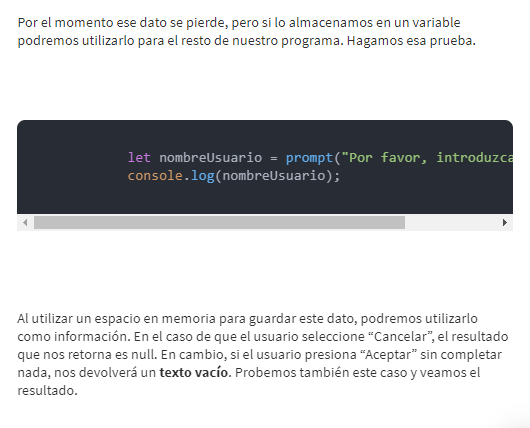 Por el momento ese dato se pierde, pero si lo almacenamos en un variable
podremos utilizarlo para el resto de nuestro programa. Hagamos esa prueba.
let nombreUsuario = prompt("Por favor, introduzca
console.log(nombreUsuario);
Al utilizar un espacio en memoria para guardar este dato, podremos utilizarlo
como información. En el caso de que el usuario seleccione “Cancelar”, el resultado
que nos retorna es null. En cambio, si el usuario presiona “Aceptar” sin completar
nada, nos devolverá un texto vacío. Probemos también este caso y veamos el
resultado.